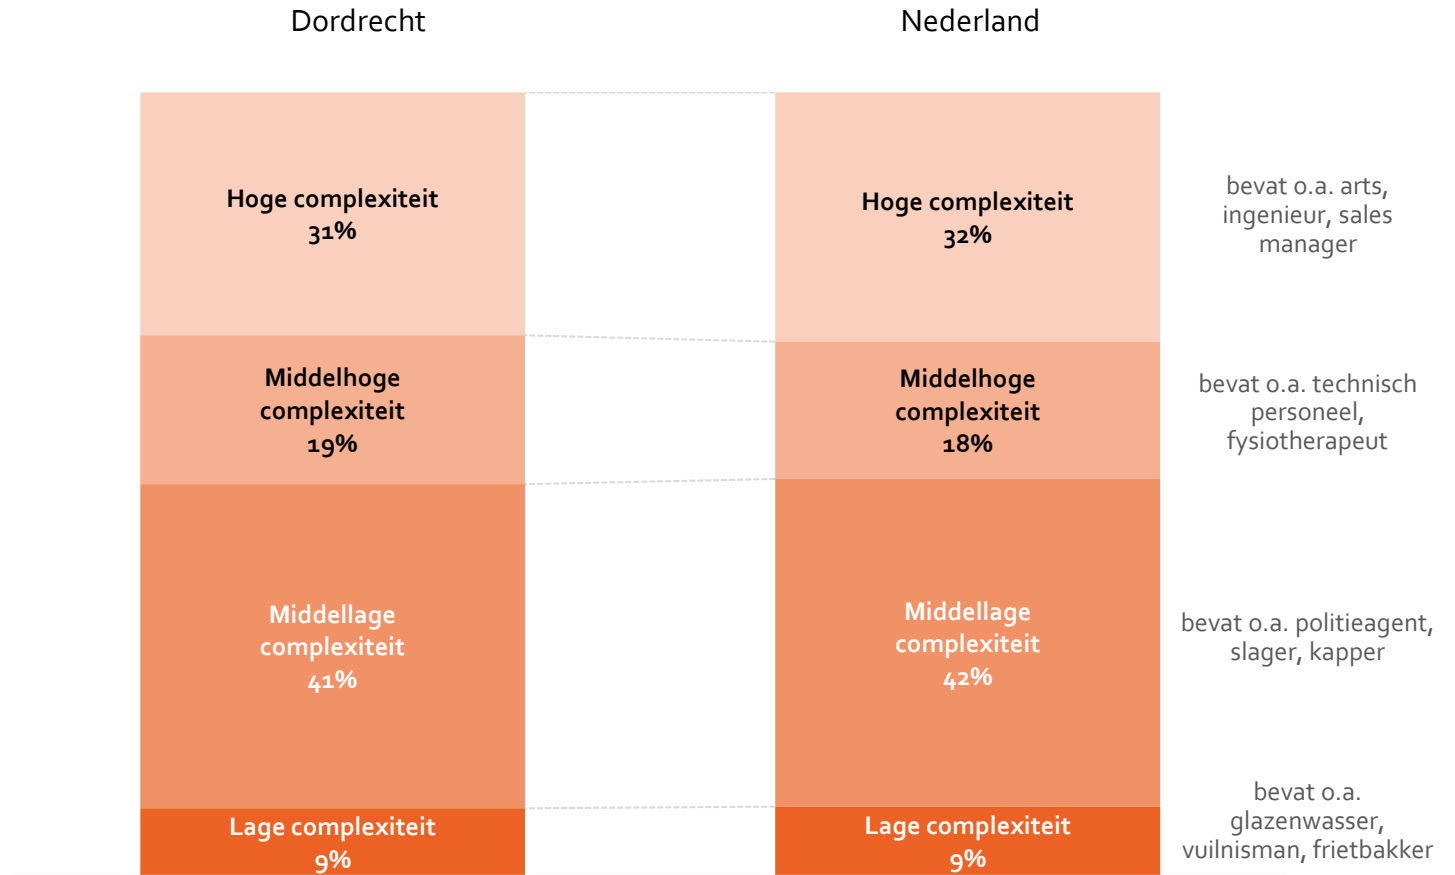 Dordrecht
Nederland
Hoge complexiteit
31%
Hoge complexiteit
32%
bevat o.a. arts,
ingenieur, sales
manager
Middelhoge
complexiteit
19%
Middelhoge
complexiteit
18%
bevat o.a. technisch
personeel,
fysiotherapeut
Middellage
complexiteit
41%
Middellage
complexiteit
42%
bevat o.a. politieagent,
slager, kapper
Lage complexiteit
9%
Lage complexiteit
9%
bevat o.a.
glazenwasser,
vuilnisman, frietbakker